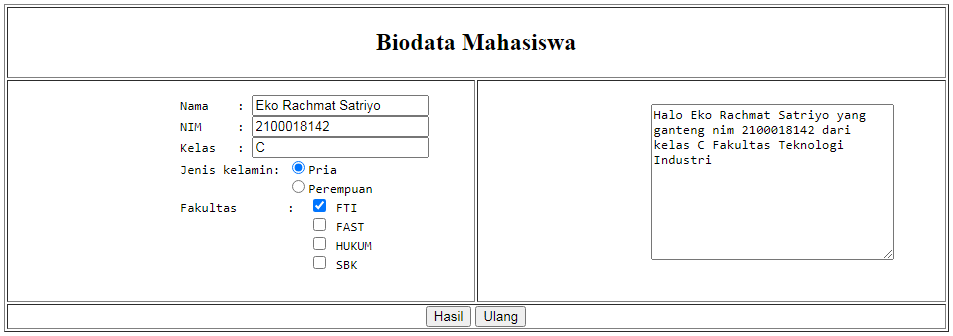 Biodata Mahasiswa
Nama : Eko Rachmat Satriyo
NIM : 2100018142
Kelas : C
Jenis kelamin: Pria
Perempuan
Fakultas : FTI
FAST
HUKUM
SBK
Halo Eko Rachmat Satriyo yang
ganteng nim 2100018142 dari
kelas C Fakultas Teknologi
Industri
Hasil Ulang